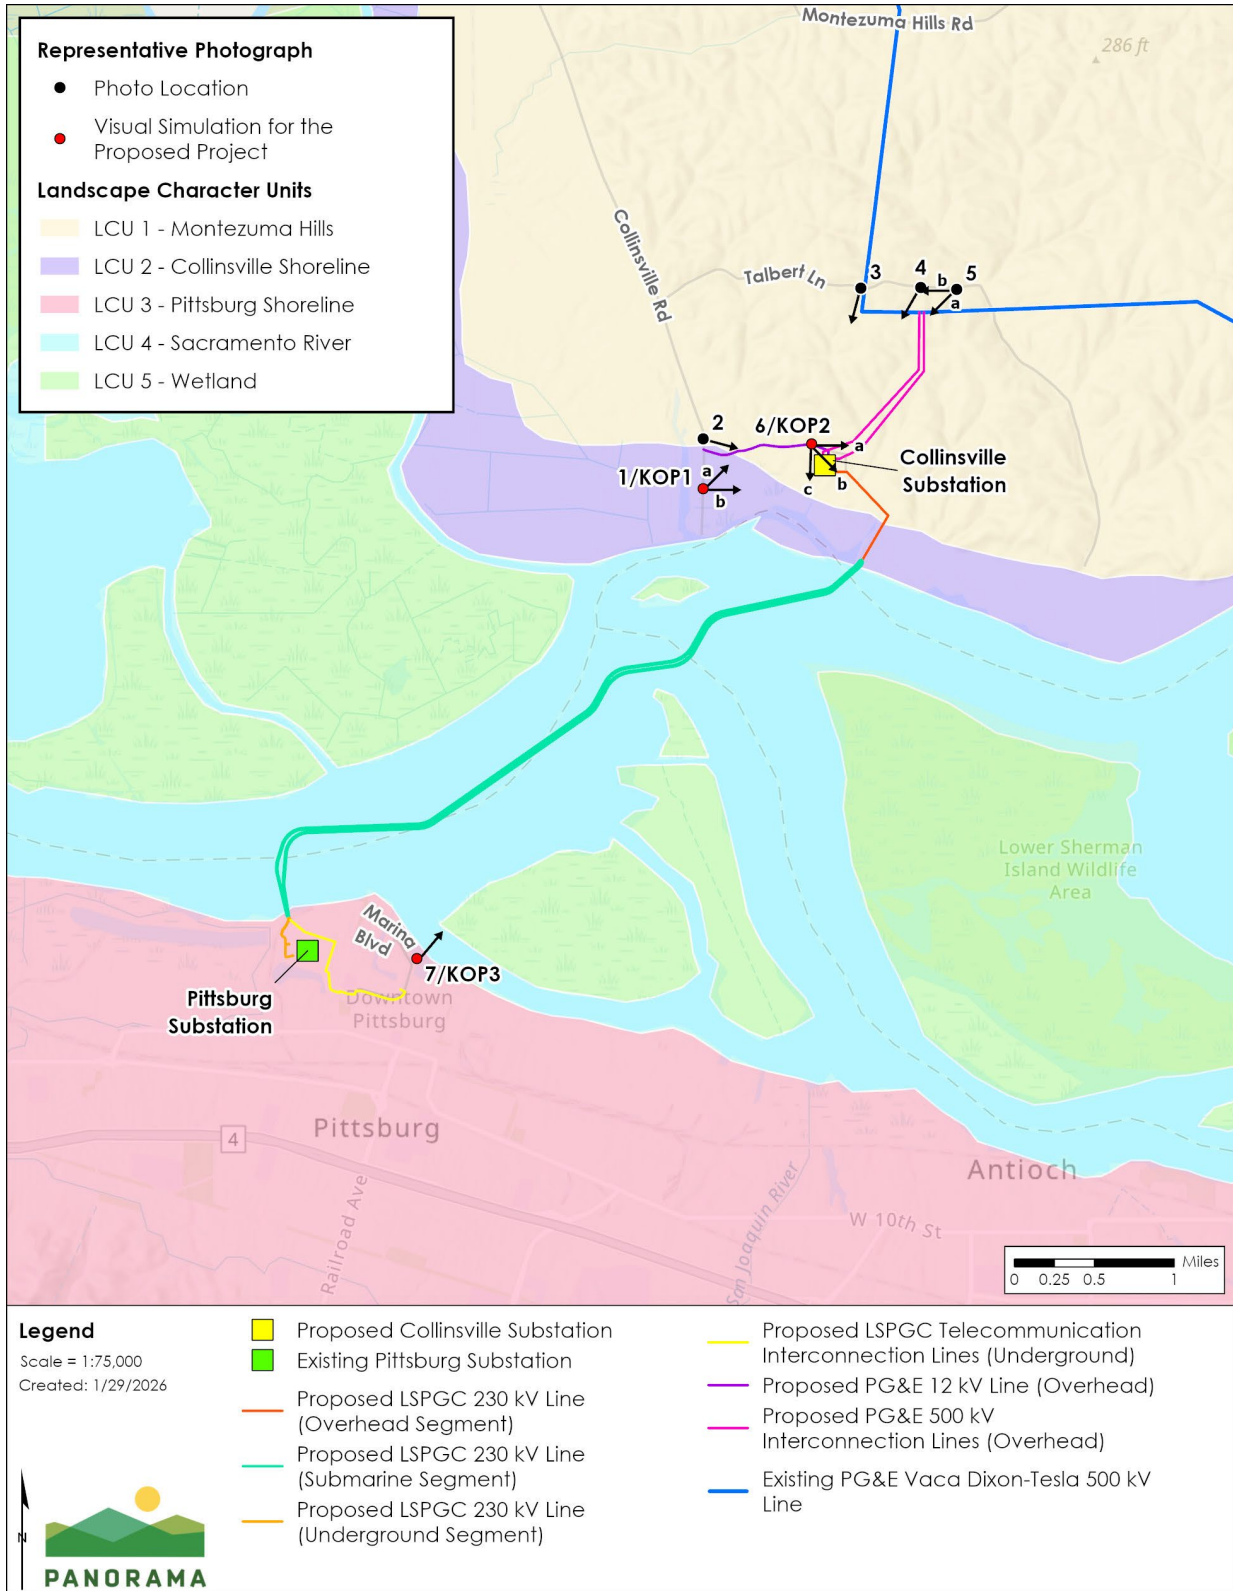 Representative Photograph
Photo Location
Visual Simulation for the
Proposed Project
Landscape Character Units
LCU 1 - Montezuma Hills
LCU 2 - Collinsville Shoreline
LCU 3 - Pittsburg Shoreline
LCU 4 - Sacramento River
LCU 5 - Wetland
Montezuma Hills Rd
286 ft
Collinsville Rd
Talbert Ln
3
4
5
b
a
2
6/KOP2
a
b
c
1/KOP1
a
b
Collinsville
Substation
Lower Sherman
Island Wildlife
Area
Marina
Blvd
7/KOP3
Pittsburg
Substation
Downtown
Pittsburg
Pittsburg
4
Railroad Ave
San Joaquin River
Antioch
W 10th St
Miles
0 0.25 0.5 1
Legend
Scale = 1:75,000
Created: 1/29/2026
N
PANORAMA
Proposed Collinsville Substation
Existing Pittsburg Substation
Proposed LSPGC 230 kV Line
(Overhead Segment)
Proposed LSPGC 230 kV Line
(Submarine Segment)
Proposed LSPGC 230 kV Line
(Underground Segment)
Proposed LSPGC Telecommunication
Interconnection Lines (Underground)
Proposed PG&E 12 kV Line (Overhead)
Proposed PG&E 500 kV
Interconnection Lines (Overhead)
Existing PG&E Vaca Dixon-Tesla 500 kV
Line